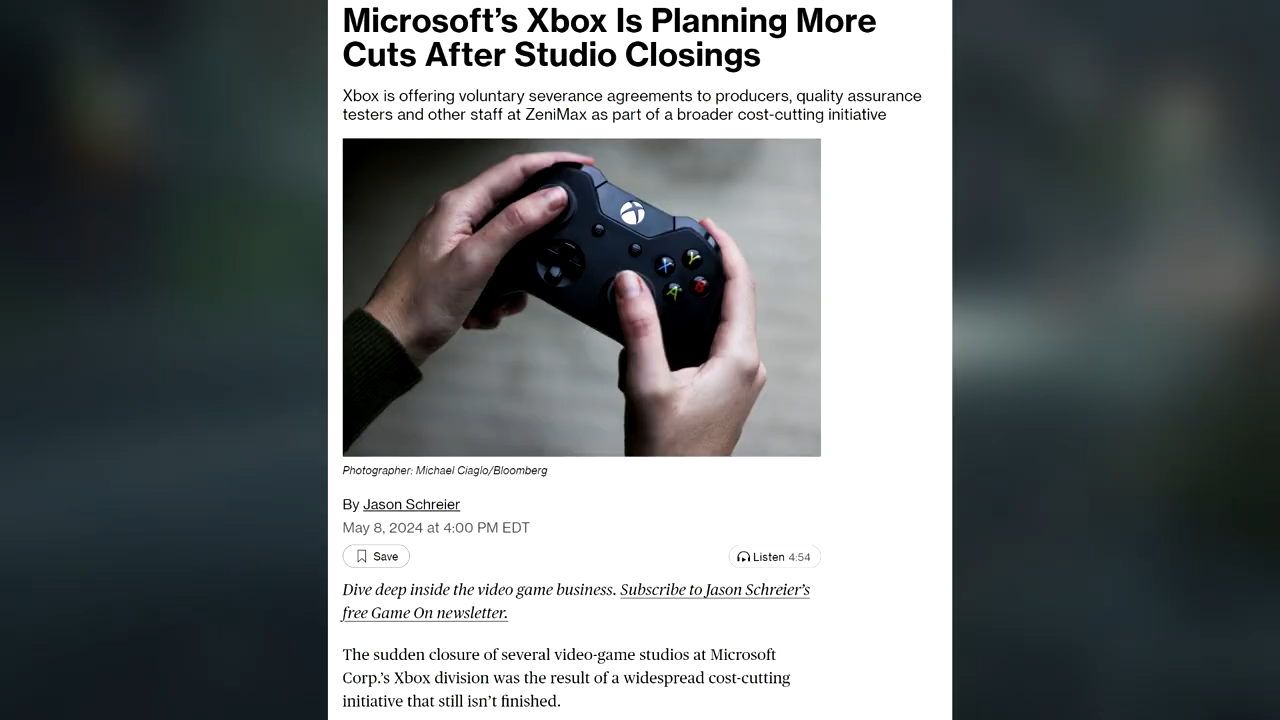 Microsoft’s Xbox Is Planning More
Cuts After Studio Closings
Xbox is offering voluntary severance agreements to producers, quality assurance
testers and other staff at ZeniMax as part of a broader cost-cutting initiative
X
Y
A
B
Photographer: Michael Ciaglo/Bloomberg
By Jason Schreier
May 8, 2024 at 4:00 PM EDT
Save
Listen 4:54
Dive deep inside the video game business. Subscribe to Jason Schreier’s
free Game On newsletter.
The sudden closure of several video-game studios at Microsoft
Corp.’s Xbox division was the result of a widespread cost-cutting
initiative that still isn’t finished.